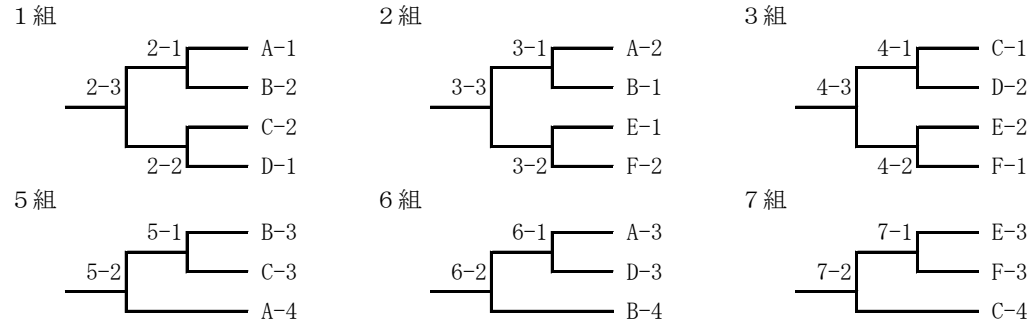 １組 ２組 ３組
2-1 A-1 3-1 A-2 4-1 C-1
2-3 B-2 3-3 B-1 4-3 D-2
C-2 E-1 E-2
2-2 D-1 3-2 F-2 4-2 F-1
５組 ６組 ７組
5-1 B-3 6-1 A-3 7-1 E-3
5-2 C-3 6-2 D-3 7-2 F-3
A-4 B-4 C-4